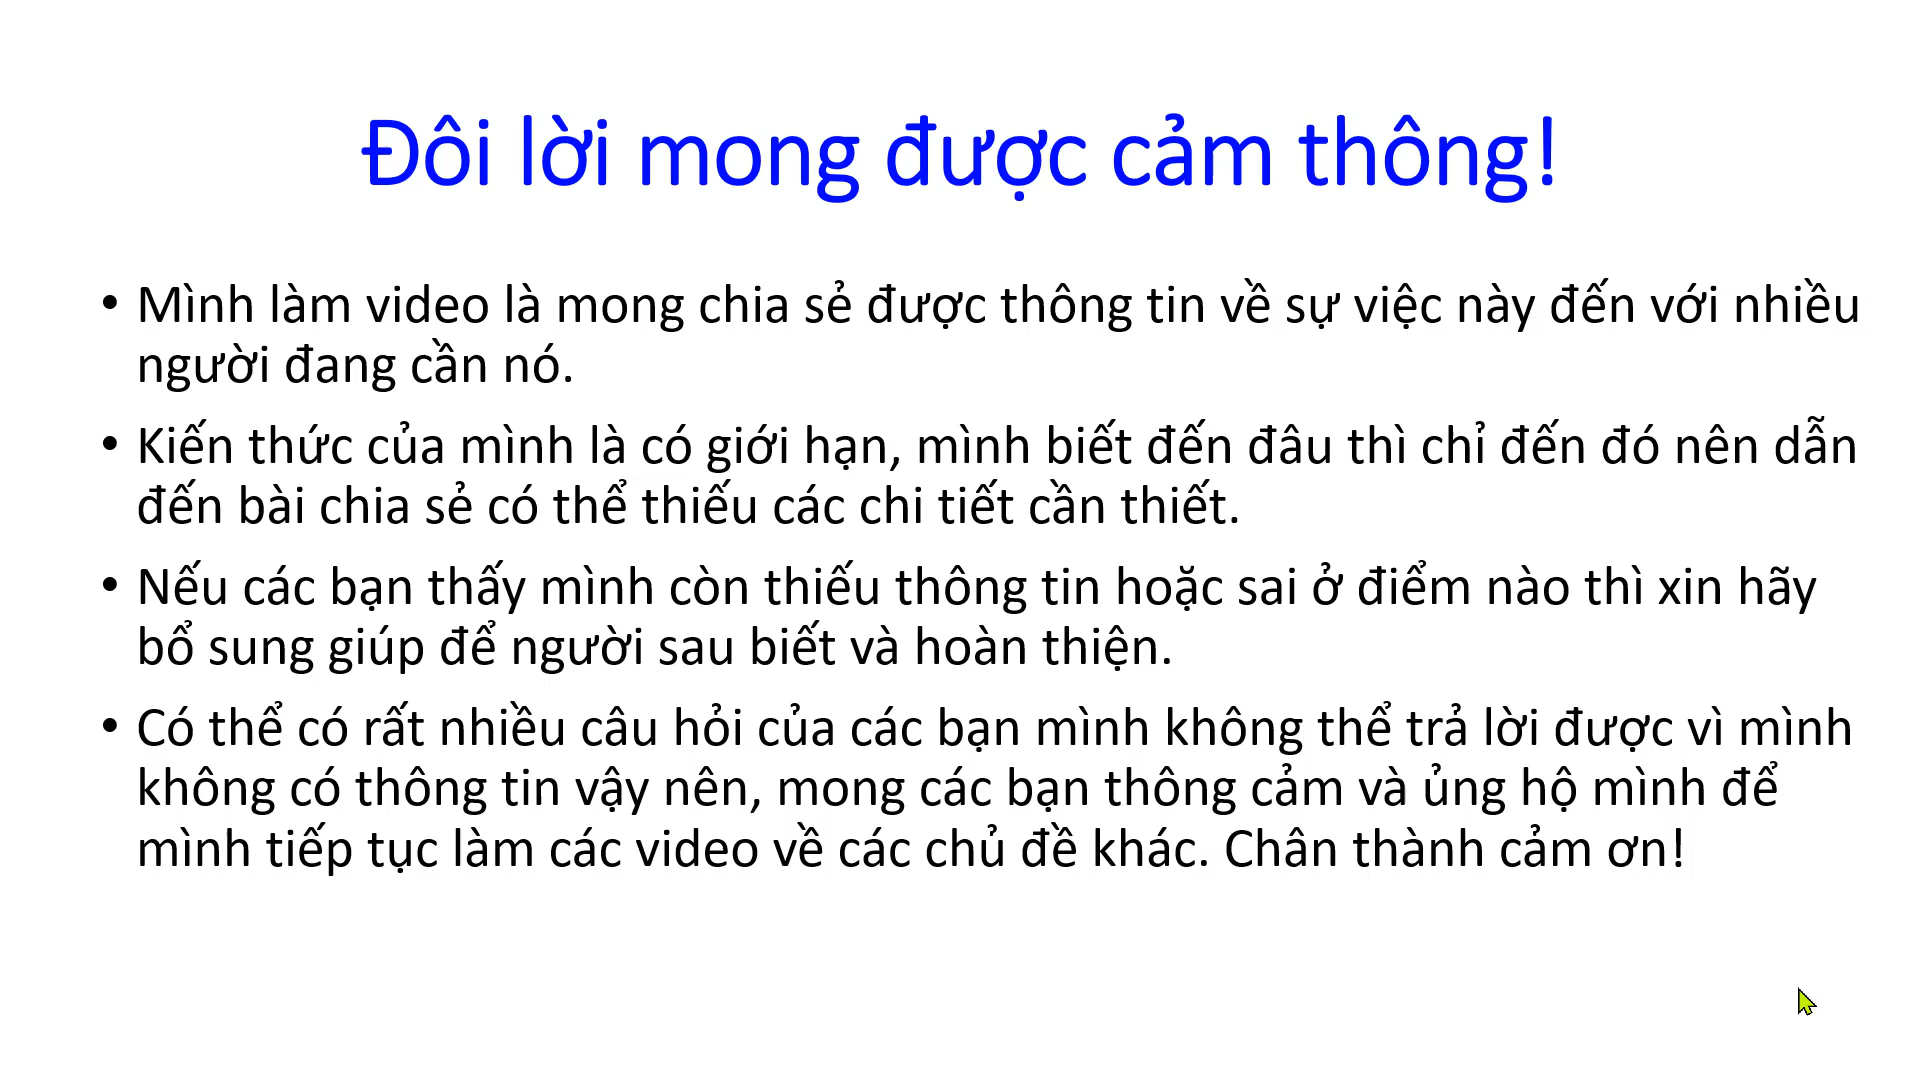 Đôi lời mong được cảm thông!
• Mình làm video là mong chia sẻ được thông tin về sự việc này đến với nhiều
người đang cần nó.
• Kiến thức của mình là có giới hạn, mình biết đến đâu thì chỉ đến đó nên dẫn
đến bài chia sẻ có thể thiếu các chi tiết cần thiết.
• Nếu các bạn thấy mình còn thiếu thông tin hoặc sai ở điểm nào thì xin hãy
bổ sung giúp để người sau biết và hoàn thiện.
• Có thể có rất nhiều câu hỏi của các bạn mình không thể trả lời được vì mình
không có thông tin vậy nên, mong các bạn thông cảm và ủng hộ mình để
mình tiếp tục làm các video về các chủ đề khác. Chân thành cảm ơn!